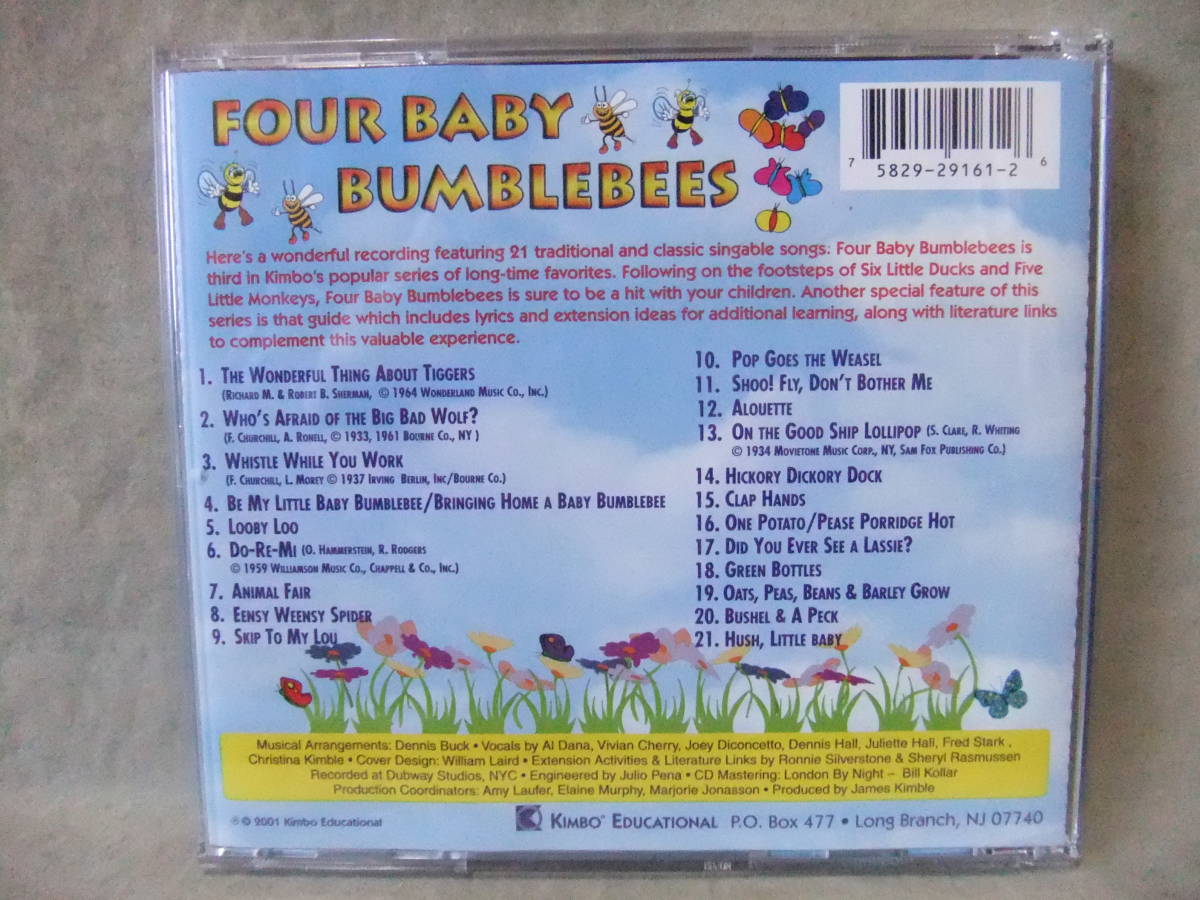 FOUR BABY
BUMBLEBEES
7 5829-29161-2 6
Here's a wonderful recording featuring 21 traditional and classic singable songs: Four Baby Bumblebees is
third in Kimbo's popular series of long-time favorites. Following on the footsteps of Six Little Ducks and Five
Little Monkeys, Four Baby Bumblebees is sure to be a hit with your children. Another special feature of this
series is that guide which includes lyrics and extension ideas for additional learning, along with literature links
to complement this valuable experience.
1. The Wonderful Thing About Tiggers
(Richard M. & Robert B. Sherman, © 1964 Wonderland Music Co., Inc.)
2. Who's Afraid of the Big Bad Wolf?
(F. Churchill, A. Ronell, © 1933, 1961 Bourne Co., NY )
3. Whistle While You Work
(F. Churchill, L. Morey © 1937 Irving Berlin, Inc/Bourne Co.)
4. Be My Little Baby Bumblebee/Bringing Home a Baby Bumblebee
5. Looby Loo
6. Do-Re-Mi (O. Hammerstein, R. Rodgers
© 1959 Williamson Music Co., Chappell & Co., Inc.)
7. Animal Fair
8. Eensy Weensy Spider
9. Skip To My Lou
10. Pop Goes the Weasel
11. Shoo! Fly, Don't Bother Me
12. Alouette
13. On the Good Ship Lollipop (S. Clare, R. Whiting
© 1934 Movietone Music Corp., NY, Sam Fox Publishing Co.)
14. Hickory Dickory Dock
15. Clap Hands
16. One Potato/Pease Porridge Hot
17. Did You Ever See a Lassie?
18. Green Bottles
19. Oats, Peas, Beans & Barley Grow
20. Bushel & A Peck
21. Hush, Little baby
Musical Arrangements: Dennis Buck • Vocals by Al Dana, Vivian Cherry, Joey Diconcetto, Dennis Hall, Juliette Hall, Fred Stark ,
Christina Kimble • Cover Design: William Laird • Extension Activities & Literature Links by Ronnie Silverstone & Sheryl Rasmussen
Recorded at Dubway Studios, NYC • Engineered by Julio Pena • CD Mastering: London By Night – Bill Kollar
Production Coordinators: Amy Laufer, Elaine Murphy, Marjorie Jonasson • Produced by James Kimble
℗ © 2001 Kimbo Educational
Kimbo® Educational P.O. Box 477 • Long Branch, NJ 07740